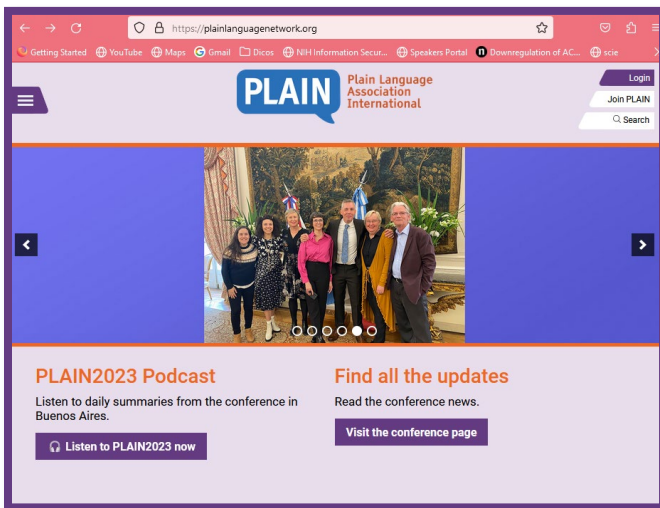 https://plainlanguagenetwork.org
Getting Started YouTube Maps Gmail Dicos NIH Information Secur... Speakers Portal Downregulation of AC... scie
PLAIN
Plain Language
Association
International
Login
Join PLAIN
Search
PLAIN2023 Podcast
Listen to daily summaries from the conference in
Buenos Aires.
Listen to PLAIN2023 now
Find all the updates
Read the conference news.
Visit the conference page